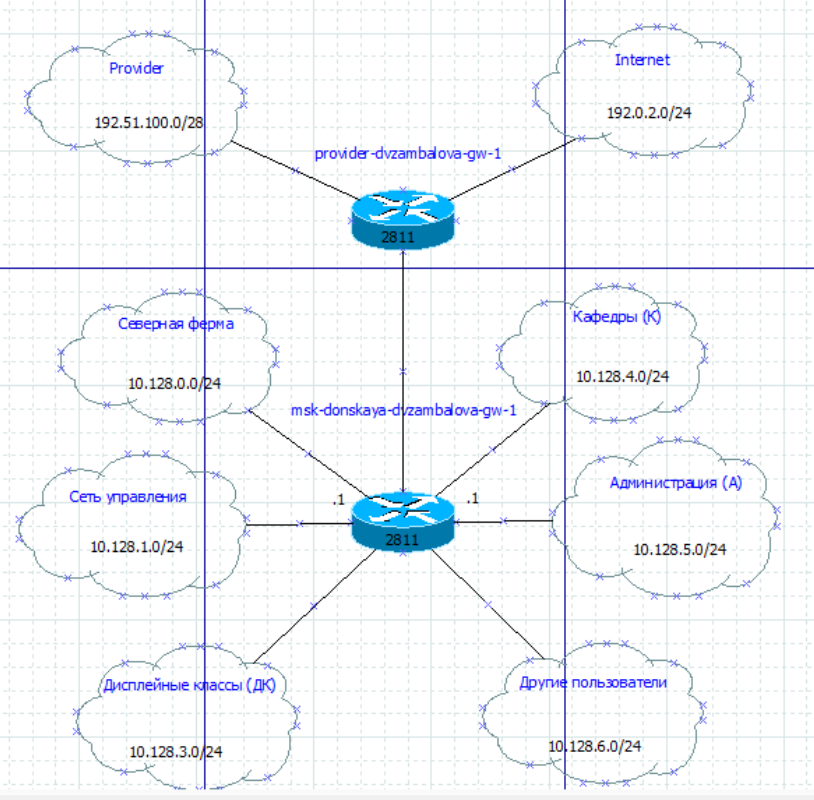 Provider
192.51.100.0/28
Internet
192.0.2.0/24
provider-dvzambalova-gw-1
2811
Северная ферма
10.128.0.0/24
Кафедры (К)
10.128.4.0/24
msk-donskaya-dvzambalova-gw-1
Сеть управления
10.128.1.0/24
.1
.1
2811
Администрация (А)
10.128.5.0/24
Дисплейные классы (ДК)
10.128.3.0/24
Другие пользователи
10.128.6.0/24